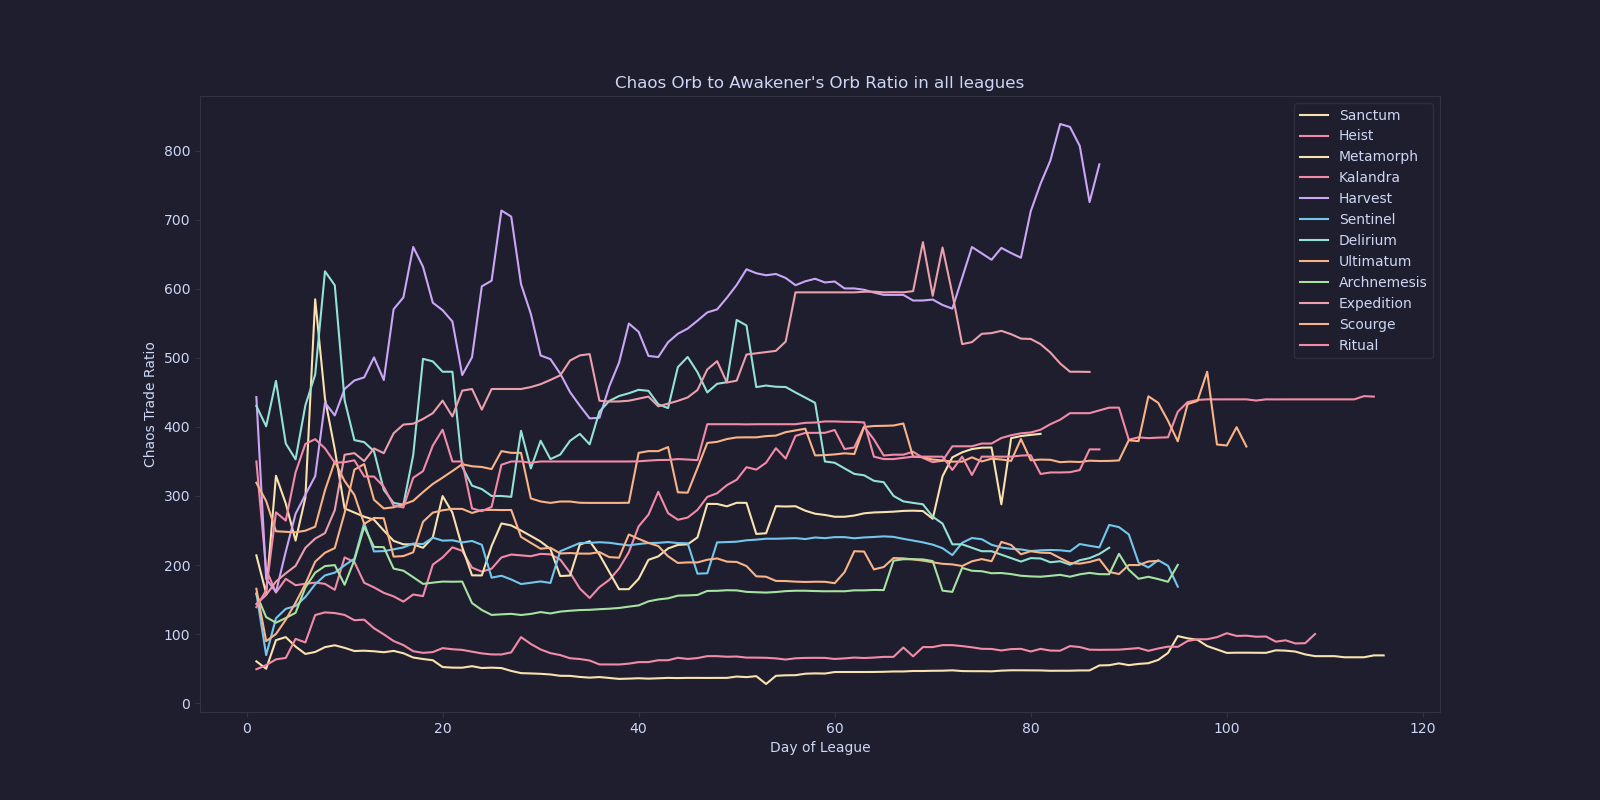 Chaos Orb to Awakener's Orb Ratio in all leagues
Chaos Trade Ratio
800
700
600
500
400
300
200
100
0
0 20 40 60 80 100 120
Day of League
Sanctum
Heist
Metamorph
Kalandra
Harvest
Sentinel
Delirium
Ultimatum
Archnemesis
Expedition
Scourge
Ritual